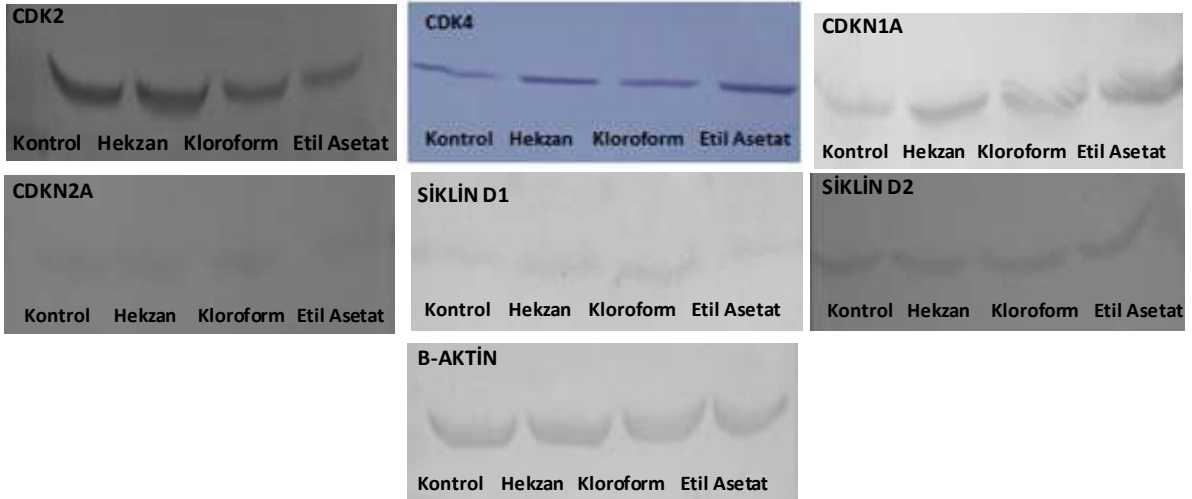 CDK2
Kontrol Hekzan Kloroform Etil Asetat
CDK4
Kontrol Hekzan Kloroform Etil Asetat
CDKN1A
Kontrol Hekzan Kloroform Etil Asetat
CDKN2A
Kontrol Hekzan Kloroform Etil Asetat
SİKLİN D1
Kontrol Hekzan Kloroform Etil Asetat
SİKLİN D2
Kontrol Hekzan Kloroform Etil Asetat
B-AKTİN
Kontrol Hekzan Kloroform Etil Asetat